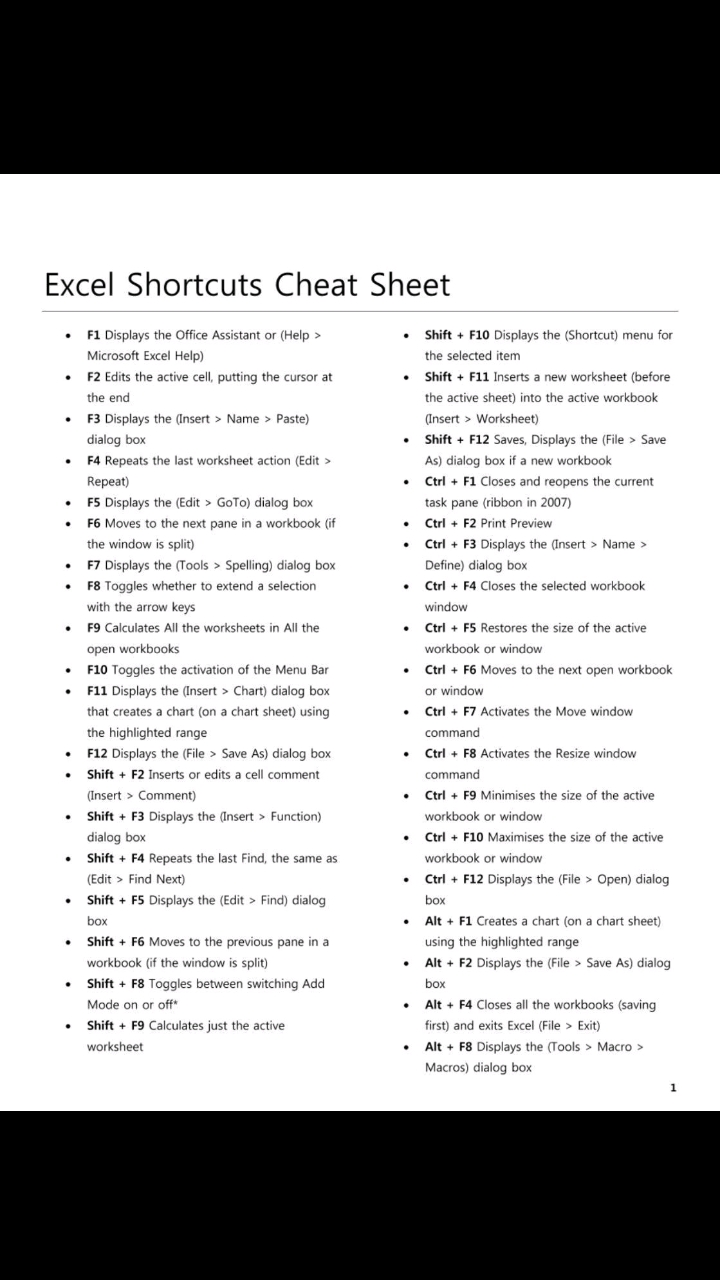 Excel Shortcuts Cheat Sheet
• F1 Displays the Office Assistant or (Help >
Microsoft Excel Help)
• F2 Edits the active cell, putting the cursor at
the end
• F3 Displays the (Insert > Name > Paste)
dialog box
• F4 Repeats the last worksheet action (Edit >
Repeat)
• F5 Displays the (Edit > GoTo) dialog box
• F6 Moves to the next pane in a workbook (if
the window is split)
• F7 Displays the (Tools > Spelling) dialog box
• F8 Toggles whether to extend a selection
with the arrow keys
• F9 Calculates All the worksheets in All the
open workbooks
• F10 Toggles the activation of the Menu Bar
• F11 Displays the (Insert > Chart) dialog box
that creates a chart (on a chart sheet) using
the highlighted range
• F12 Displays the (File > Save As) dialog box
• Shift + F2 Inserts or edits a cell comment
(Insert > Comment)
• Shift + F3 Displays the (Insert > Function)
dialog box
• Shift + F4 Repeats the last Find, the same as
(Edit > Find Next)
• Shift + F5 Displays the (Edit > Find) dialog
box
• Shift + F6 Moves to the previous pane in a
workbook (if the window is split)
• Shift + F8 Toggles between switching Add
Mode on or off*
• Shift + F9 Calculates just the active
worksheet
• Shift + F10 Displays the (Shortcut) menu for
the selected item
• Shift + F11 Inserts a new worksheet (before
the active sheet) into the active workbook
(Insert > Worksheet)
• Shift + F12 Saves, Displays the (File > Save
As) dialog box if a new workbook
• Ctrl + F1 Closes and reopens the current
task pane (ribbon in 2007)
• Ctrl + F2 Print Preview
• Ctrl + F3 Displays the (Insert > Name >
Define) dialog box
• Ctrl + F4 Closes the selected workbook
window
• Ctrl + F5 Restores the size of the active
workbook or window
• Ctrl + F6 Moves to the next open workbook
or window
• Ctrl + F7 Activates the Move window
command
• Ctrl + F8 Activates the Resize window
command
• Ctrl + F9 Minimises the size of the active
workbook or window
• Ctrl + F10 Maximises the size of the active
workbook or window
• Ctrl + F12 Displays the (File > Open) dialog
box
• Alt + F1 Creates a chart (on a chart sheet)
using the highlighted range
• Alt + F2 Displays the (File > Save As) dialog
box
• Alt + F4 Closes all the workbooks (saving
first) and exits Excel (File > Exit)
• Alt + F8 Displays the (Tools > Macro >
Macros) dialog box
1